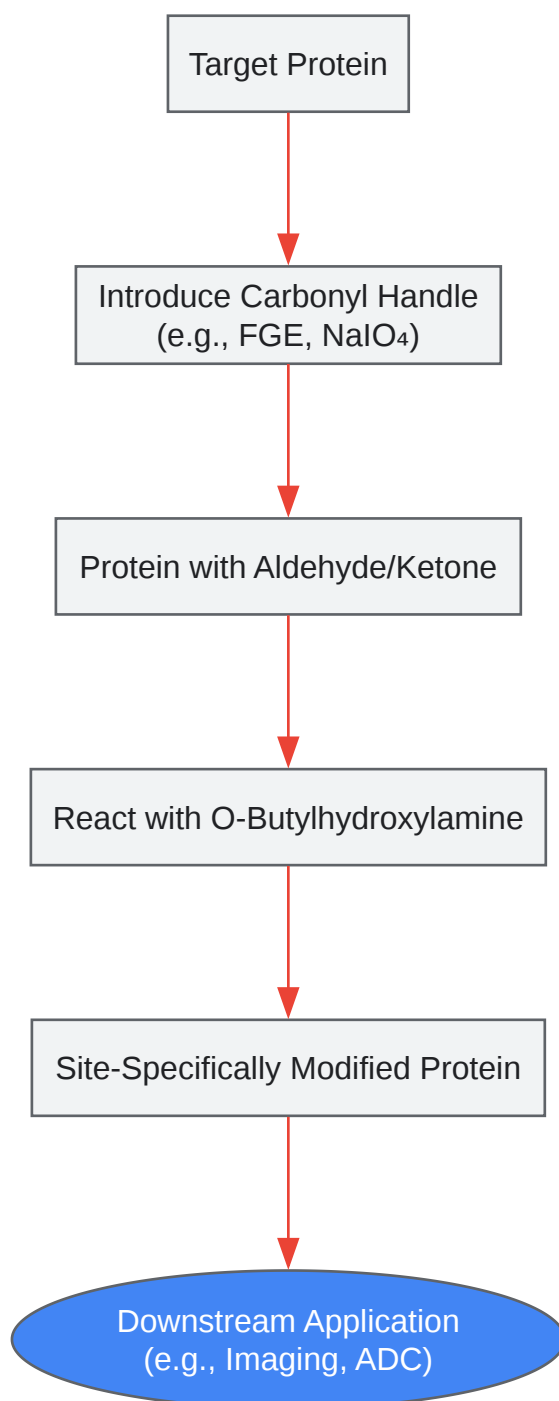 Target Protein
Introduce Carbonyl Handle
(e.g., FGE, NaIO₄)
Protein with Aldehyde/Ketone
React with O-Butylhydroxylamine
Site-Specifically Modified Protein
Downstream Application
(e.g., Imaging, ADC)